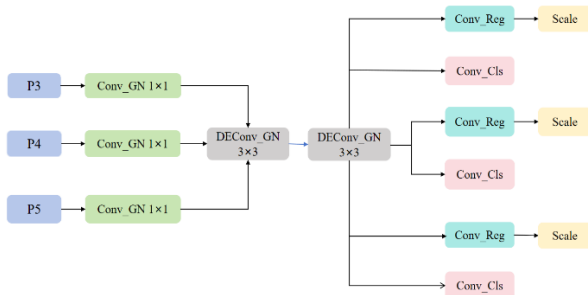 Conv_Reg
Scale
Conv_Cls
P3
Conv_GN 1×1
Conv_Reg
Scale
P4
Conv_GN 1×1
DEConv_GN
3×3
DEConv_GN
3×3
Conv_Cls
P5
Conv_GN 1×1
Conv_Reg
Scale
Conv_Cls